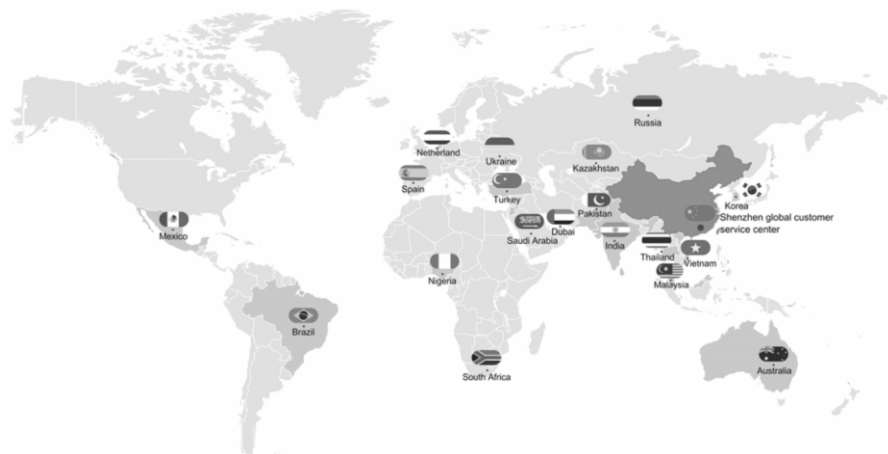 Russia
Netherland
Ukraine
Kazakhstan
Spain
Turkey
Korea
Pakistan
Shenzhen global customer
service center
Mexico
Dubai
Saudi Arabia
India
Thailand
Vietnam
Nigeria
Malaysia
Brazil
Australia
South Africa